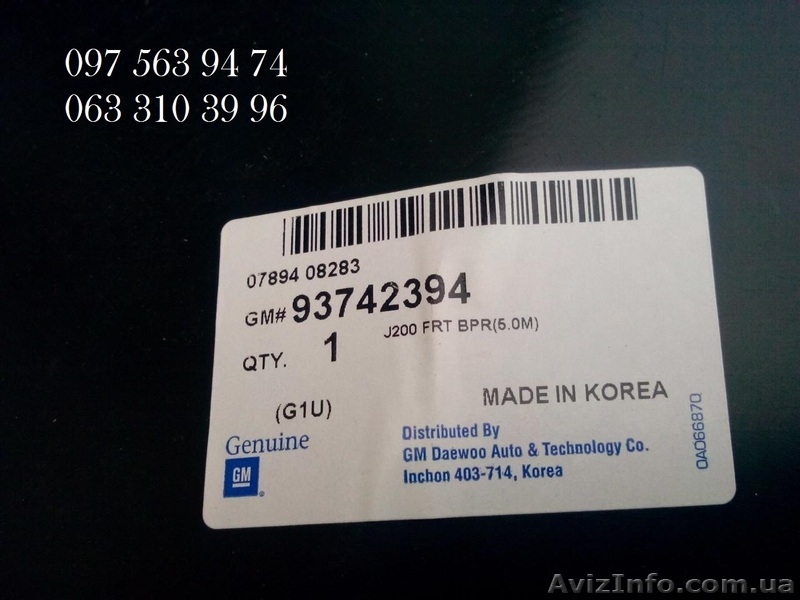 097 563 94 74
063 310 39 96
07894 08283
GM# 93742394
J200 FRT BPR(5.0M)
QTY. 1
MADE IN KOREA
(G1U)
Genuine
GM
Distributed By
GM Daewoo Auto & Technology Co.
Inchon 403-714, Korea
0A066870
AvizInfo.com.ua